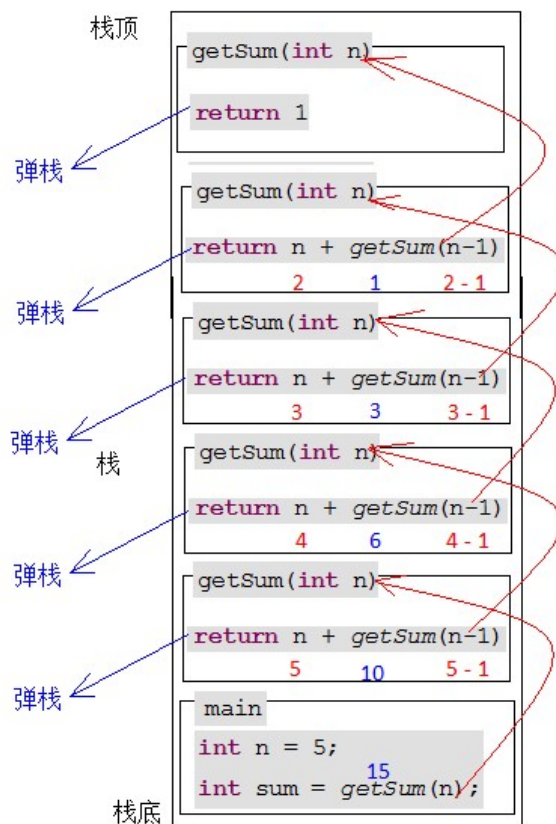 栈顶
getSum(int n)
return 1
弹栈
getSum(int n)
return n + getSum(n-1)
2 1 2 - 1
弹栈
getSum(int n)
return n + getSum(n-1)
3 3 3 - 1
弹栈
栈
getSum(int n)
return n + getSum(n-1)
4 6 4 - 1
弹栈
getSum(int n)
return n + getSum(n-1)
5 10 5 - 1
弹栈
main
int n = 5;
15
int sum = getSum(n);
栈底